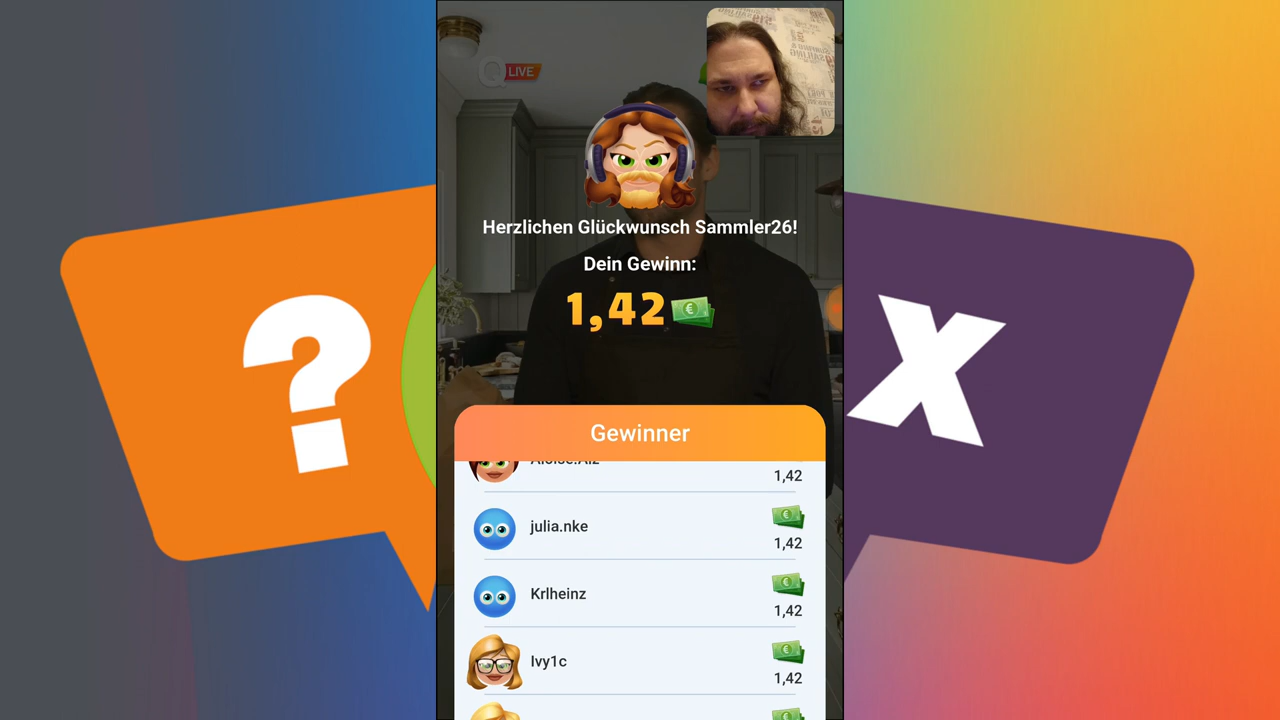 Q LIVE
Herzlichen Glückwunsch Sammler26!
Dein Gewinn:
1,42
Gewinner
1,42
julia.nke
1,42
Krlheinz
1,42
Ivy1c
1,42
?
X